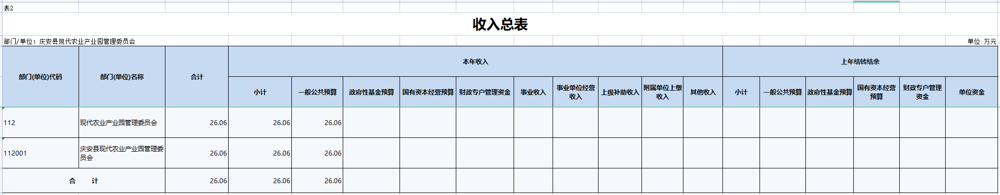 表2
收入总表
部门/单位：庆安县现代农业产业园管理委员会 单位: 万元
部门(单位)代码 部门(单位)名称 合计 本年收入 上年结转结余
小计 一般公共预算 政府性基金预算 国有资本经营预算 财政专户管理资金 事业收入 事业单位经营收入 上级补助收入 附属单位上缴收入 其他收入 小计 一般公共预算 政府性基金预算 国有资本经营预算 财政专户管理资金 单位资金
112 现代农业产业园管理委员会 26.06 26.06 26.06
112001 庆安县现代农业产业园管理委员会 26.06 26.06 26.06
合 计 26.06 26.06 26.06